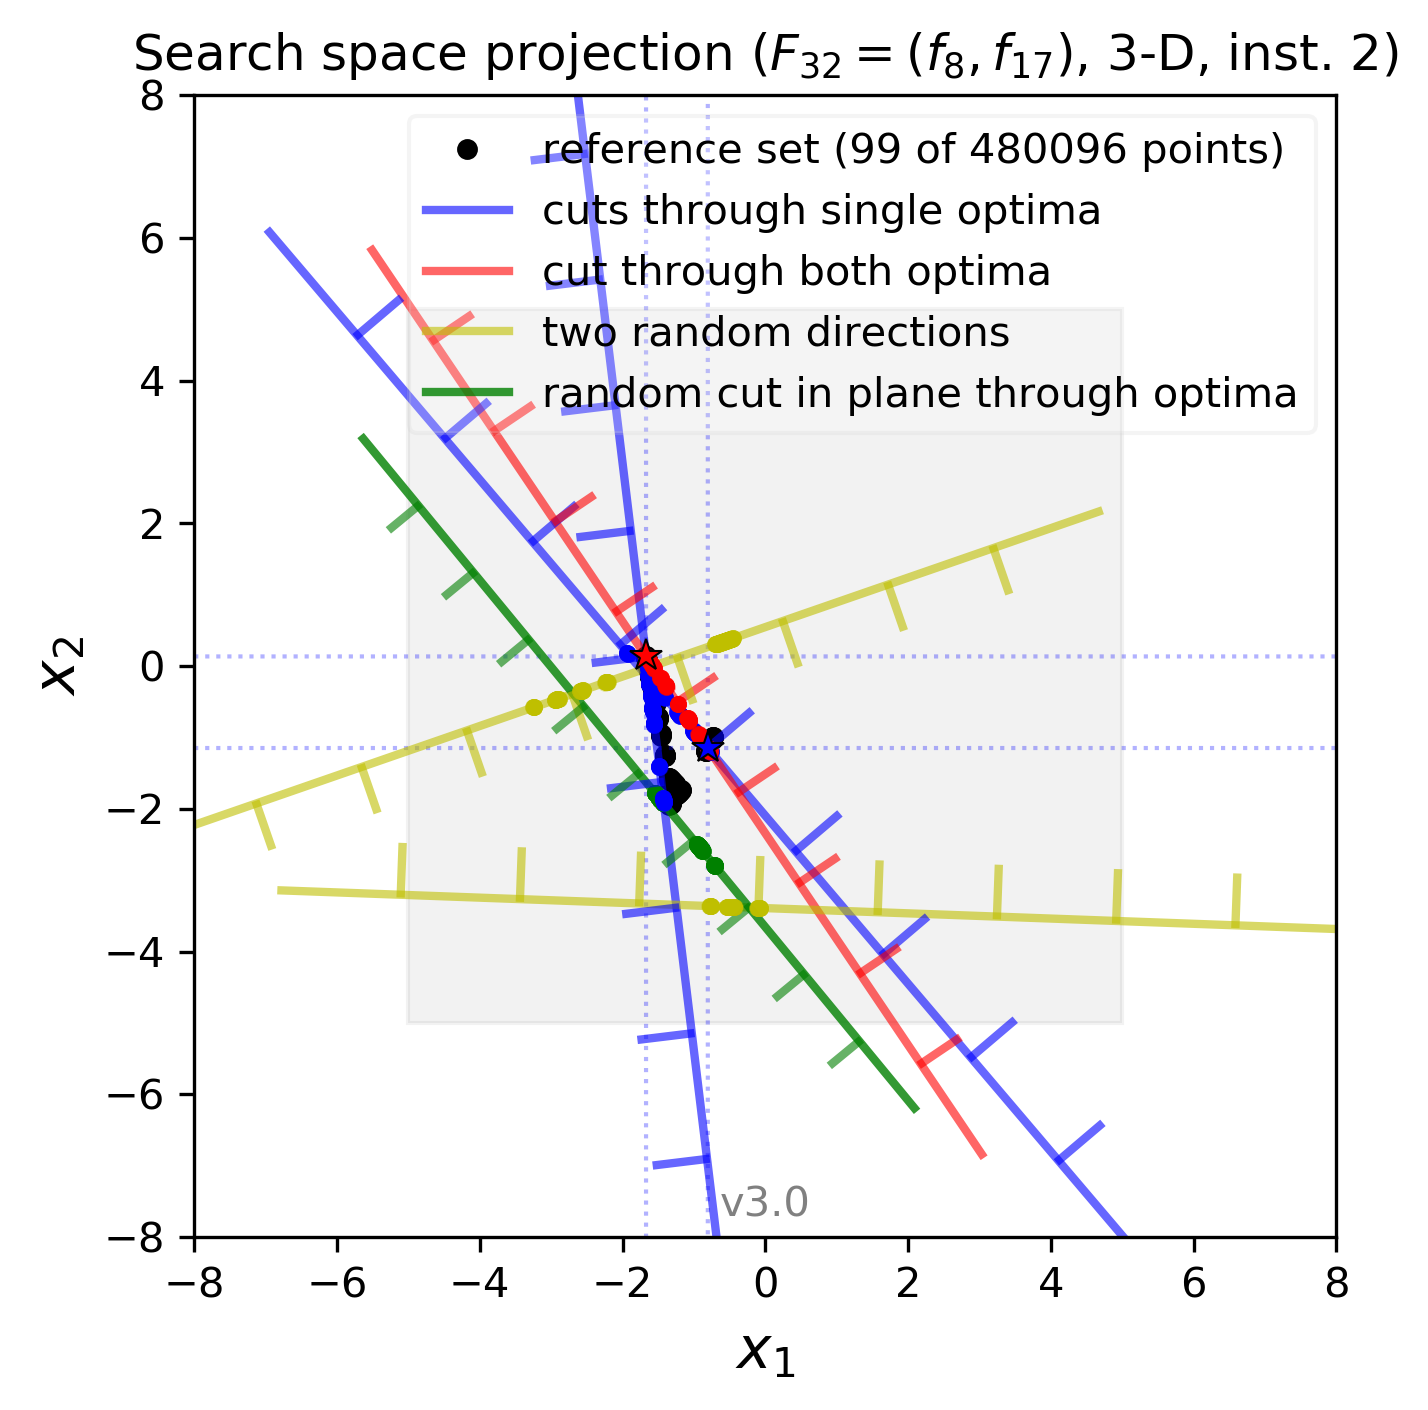 Search space projection (F₃₂ = (f₈, f₁₇), 3-D, inst. 2)
8
6
4
2
0
−2
−4
−6
−8
x₂
reference set (99 of 480096 points)
cuts through single optima
cut through both optima
two random directions
random cut in plane through optima
v3.0
−8 −6 −4 −2 0 2 4 6 8
x₁